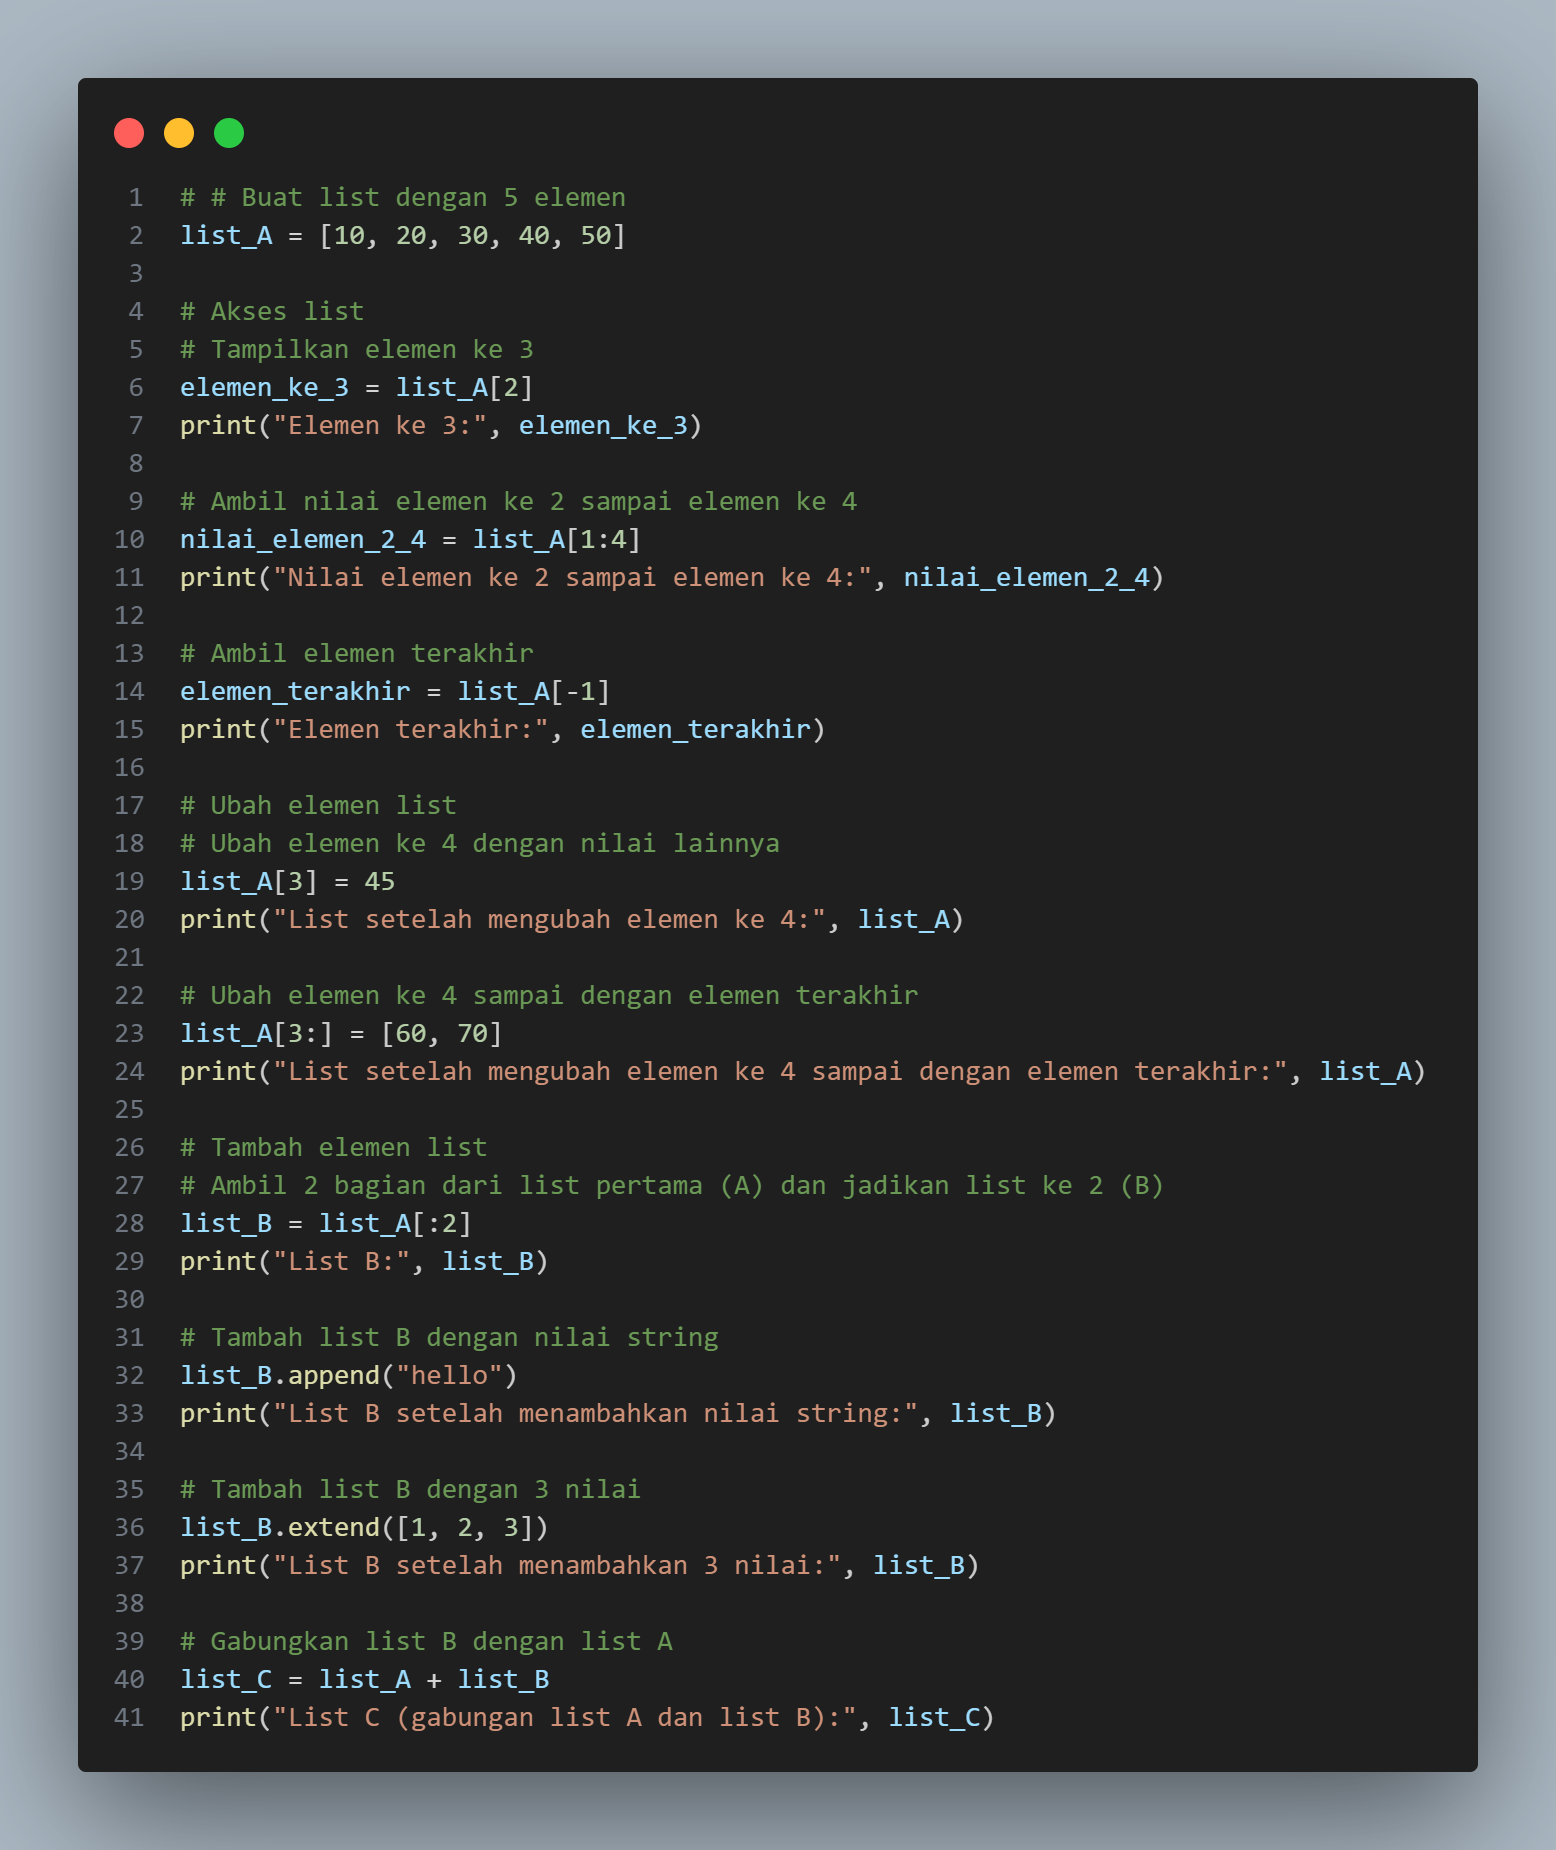 1 # # Buat list dengan 5 elemen
2 list_A = [10, 20, 30, 40, 50]
3
4 # Akses list
5 # Tampilkan elemen ke 3
6 elemen_ke_3 = list_A[2]
7 print("Elemen ke 3:", elemen_ke_3)
8
9 # Ambil nilai elemen ke 2 sampai elemen ke 4
10 nilai_elemen_2_4 = list_A[1:4]
11 print("Nilai elemen ke 2 sampai elemen ke 4:", nilai_elemen_2_4)
12
13 # Ambil elemen terakhir
14 elemen_terakhir = list_A[-1]
15 print("Elemen terakhir:", elemen_terakhir)
16
17 # Ubah elemen list
18 # Ubah elemen ke 4 dengan nilai lainnya
19 list_A[3] = 45
20 print("List setelah mengubah elemen ke 4:", list_A)
21
22 # Ubah elemen ke 4 sampai dengan elemen terakhir
23 list_A[3:] = [60, 70]
24 print("List setelah mengubah elemen ke 4 sampai dengan elemen terakhir:", list_A)
25
26 # Tambah elemen list
27 # Ambil 2 bagian dari list pertama (A) dan jadikan list ke 2 (B)
28 list_B = list_A[:2]
29 print("List B:", list_B)
30
31 # Tambah list B dengan nilai string
32 list_B.append("hello")
33 print("List B setelah menambahkan nilai string:", list_B)
34
35 # Tambah list B dengan 3 nilai
36 list_B.extend([1, 2, 3])
37 print("List B setelah menambahkan 3 nilai:", list_B)
38
39 # Gabungkan list B dengan list A
40 list_C = list_A + list_B
41 print("List C (gabungan list A dan list B):", list_C)